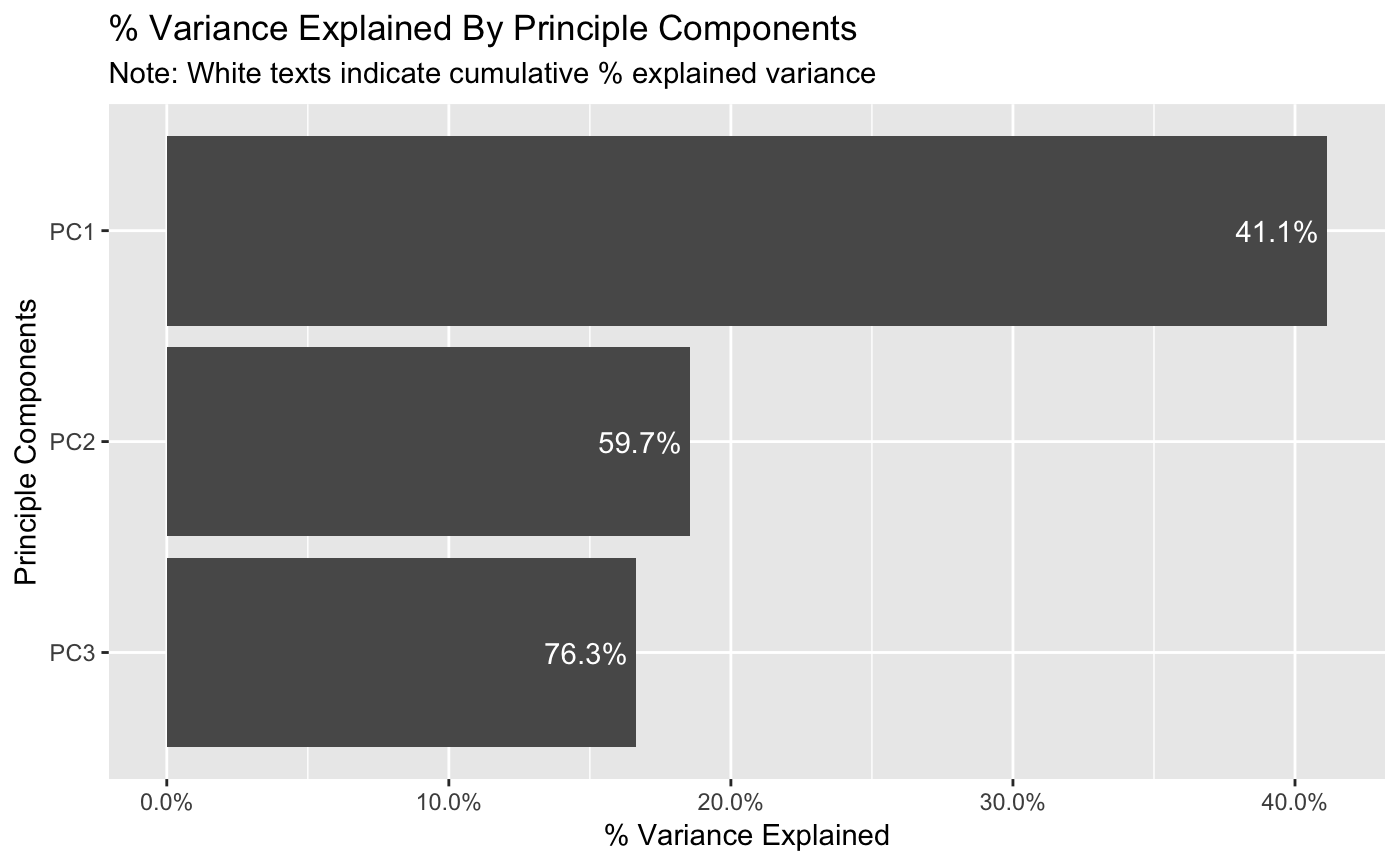 % Variance Explained By Principle Components
Note: White texts indicate cumulative % explained variance
Principle Components
PC1
41.1%
PC2
59.7%
PC3
76.3%
0.0% 10.0% 20.0% 30.0% 40.0%
% Variance Explained